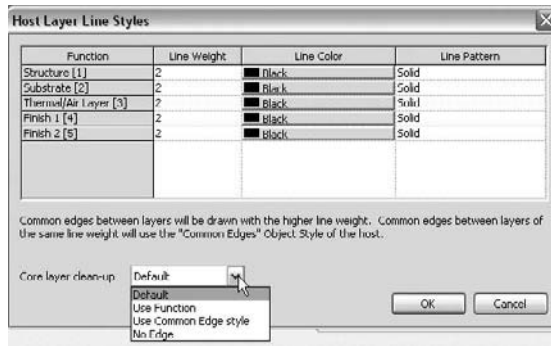 Host Layer Line Styles
Function Line Weight Line Color Line Pattern
Structure [1] 2 Black Solid
Substrate [2] 2 Black Solid
Thermal/Air Layer [3] 2 Black Solid
Finish 1 [4] 2 Black Solid
Finish 2 [5] 2 Black Solid
Common edges between layers will be drawn with the higher line weight. Common edges between layers of
the same line weight will use the "Common Edges" Object Style of the host.
Core layer clean-up Default
Default
Use Function
Use Common Edge style
No Edge
OK Cancel